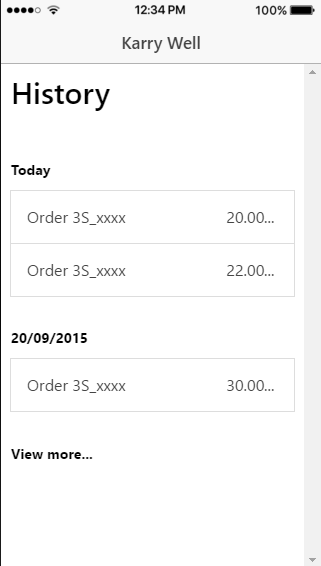 12:34 PM 100%
Karry Well
History
Today
Order 3S_xxxx 20.00...
Order 3S_xxxx 22.00...
20/09/2015
Order 3S_xxxx 30.00...
View more...